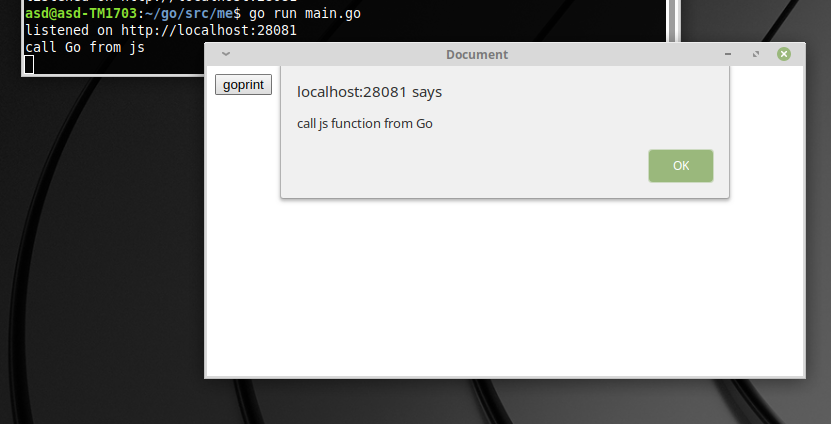 asd@asd-TM1703:~/go/src/me$ go run main.go
listened on http://localhost:28081
call Go from js
Document
goprint
localhost:28081 says
call js function from Go
OK